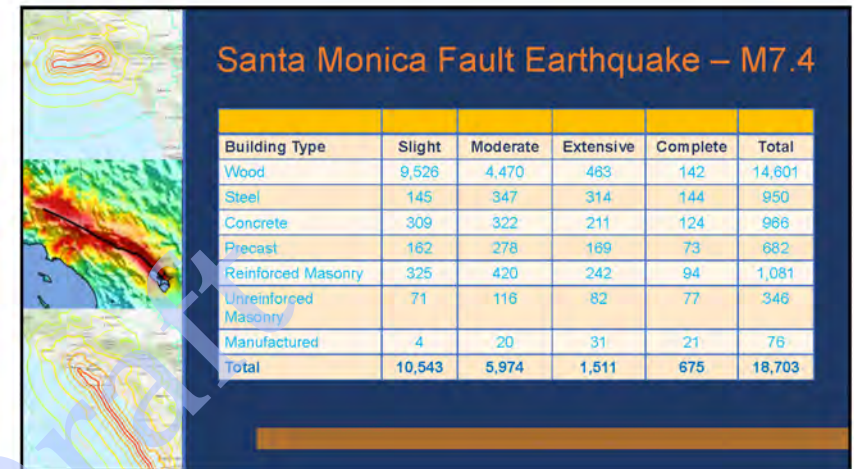 Santa Monica Fault Earthquake – M7.4
Building Type Slight Moderate Extensive Complete Total
Wood 9,526 4,470 463 142 14,601
Steel 145 347 314 144 950
Concrete 309 322 211 124 966
Precast 162 278 169 73 682
Reinforced Masonry 325 420 242 94 1,081
Unreinforced 71 116 82 77 346
Masonry
Manufactured 4 20 31 21 76
Total 10,543 5,974 1,511 675 18,703
Draft